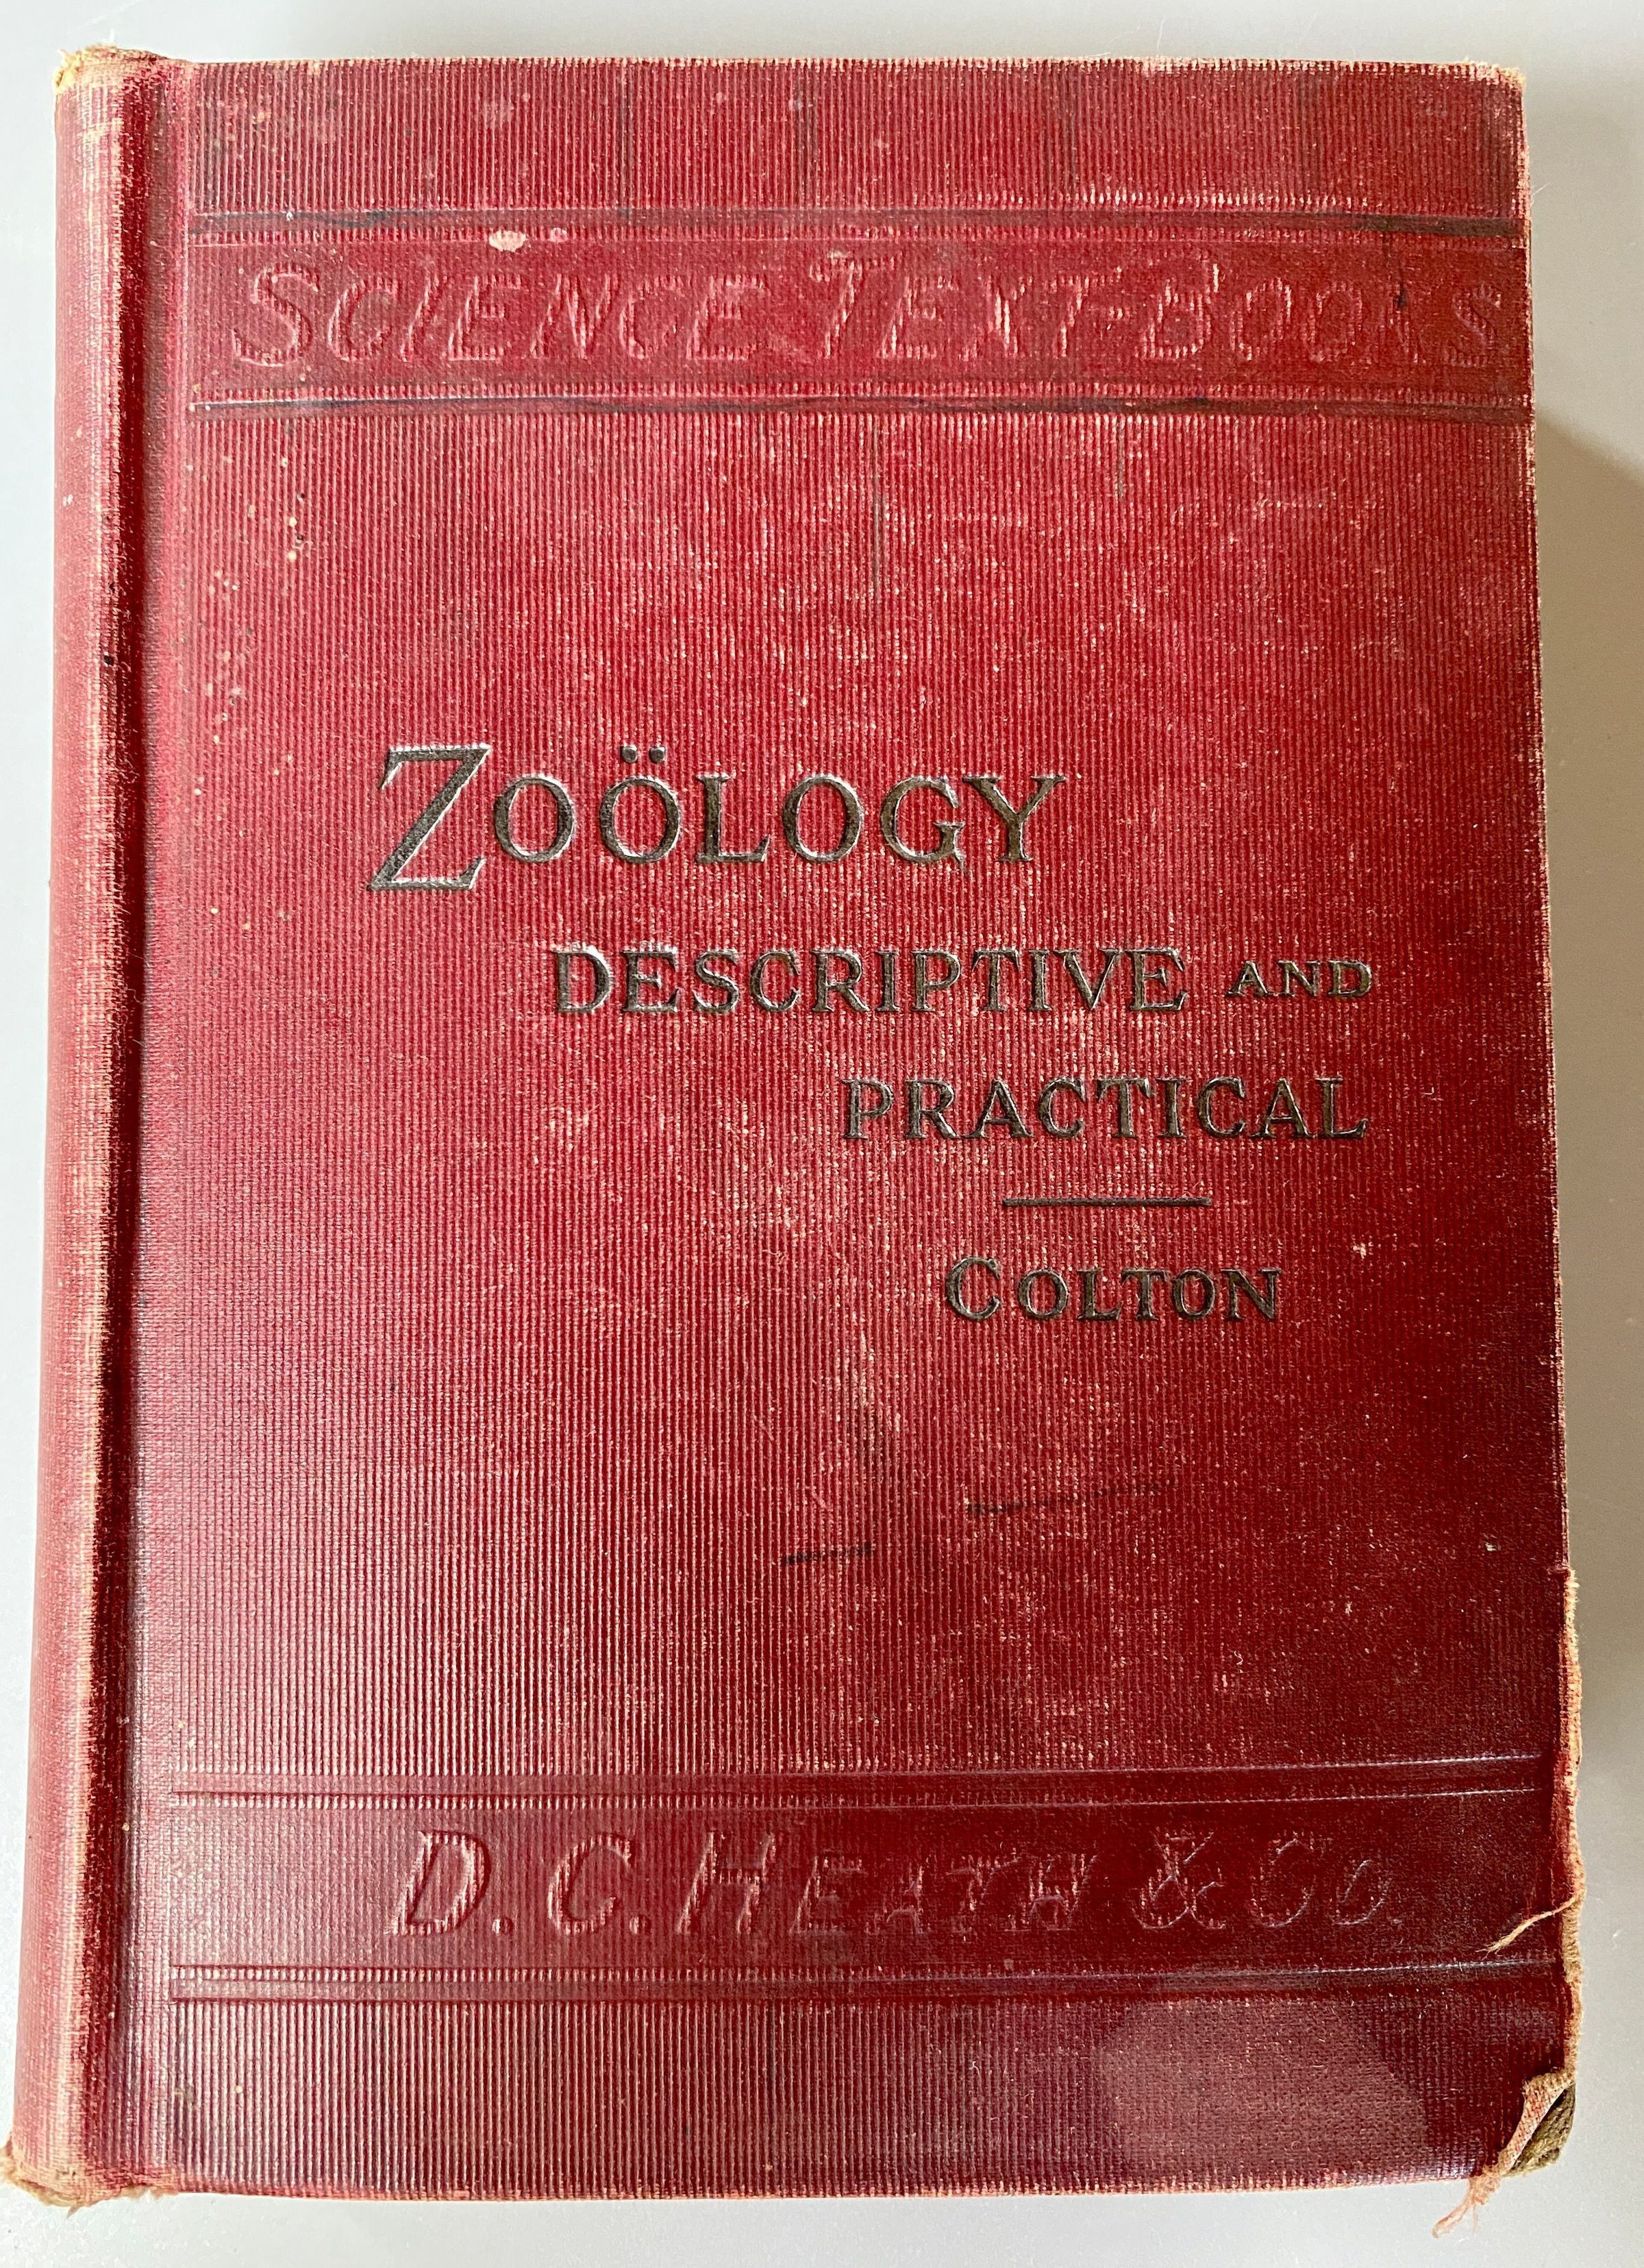 SCIENCE TEXT-BOOKS
ZOÖLOGY
DESCRIPTIVE AND
PRACTICAL
COLTON
D. C. HEATH & CO.